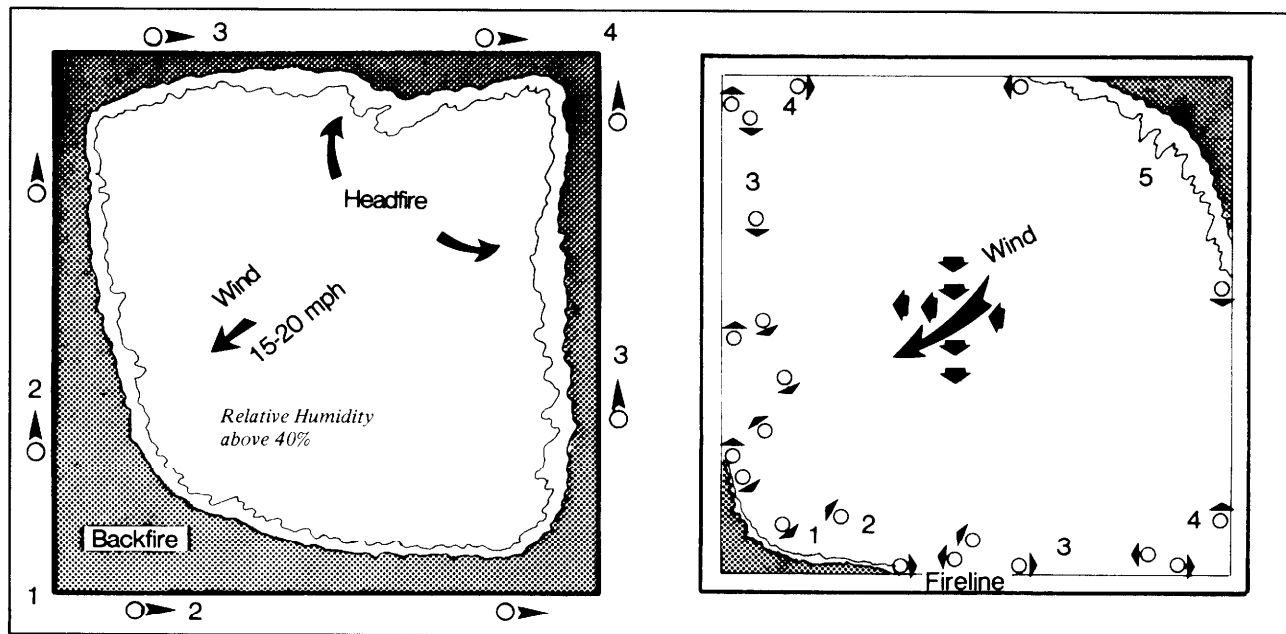 3
4
Headfire
Wind
15-20 mph
2
3
Relative Humidity
above 40%
Backfire
1
2
4
3
5
Wind
1
2
3
4
Fireline